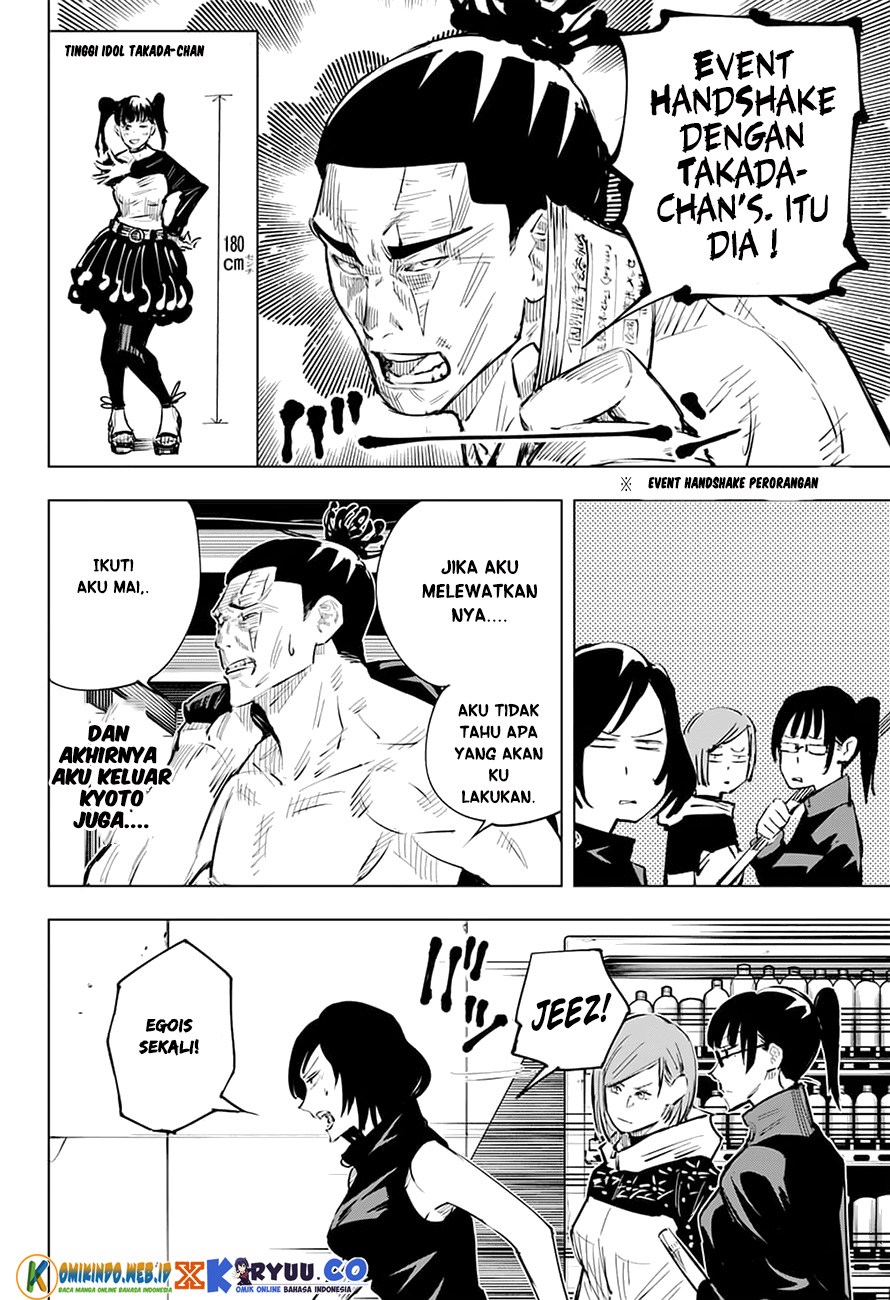 EVENT
HANDSHAKE
DENGAN
TAKADA-
CHAN'S. ITU
DIA !
TINGGI IDOL TAKADA-CHAN
180
cm
※ EVENT HANDSHAKE PERORANGAN
JIKA AKU
MELEWATKAN
NYA....
AKU TIDAK
TAHU APA
YANG AKAN
KU
LAKUKAN.
IKUTI
AKU MAI,.
DAN
AKHIRNYA
AKU KELUAR
KYOTO
JUGA....
JEEZ!
EGOIS
SEKALI!
KOMIKINDO.WEB.ID
BACA MANGA ONLINE BAHASA INDONESIA
X
KIRYUU.CO
OMIK ONLINE BAHASA INDONESIA